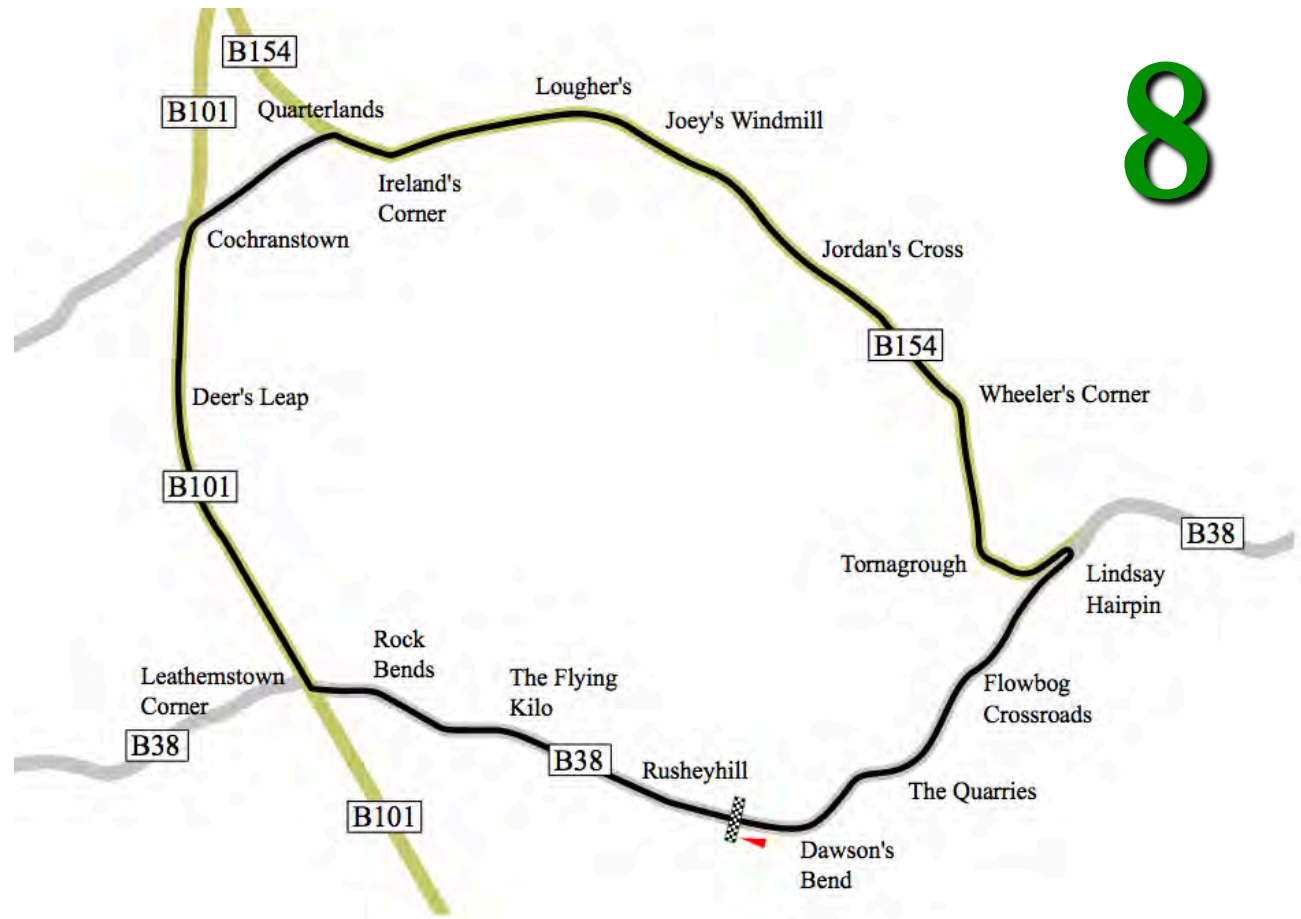 B154
8
Lougher's
B101
Quarterlands
Joey's Windmill
Ireland's
Corner
Cochranstown
Jordan's Cross
B154
Deer's Leap
Wheeler's Corner
B101
B38
Tornagrough
Lindsay
Hairpin
Rock
Bends
Leathemstown
Corner
The Flying
Kilo
Flowbog
Crossroads
B38
B38
Rusheyhill
The Quarries
B101
Dawson's
Bend